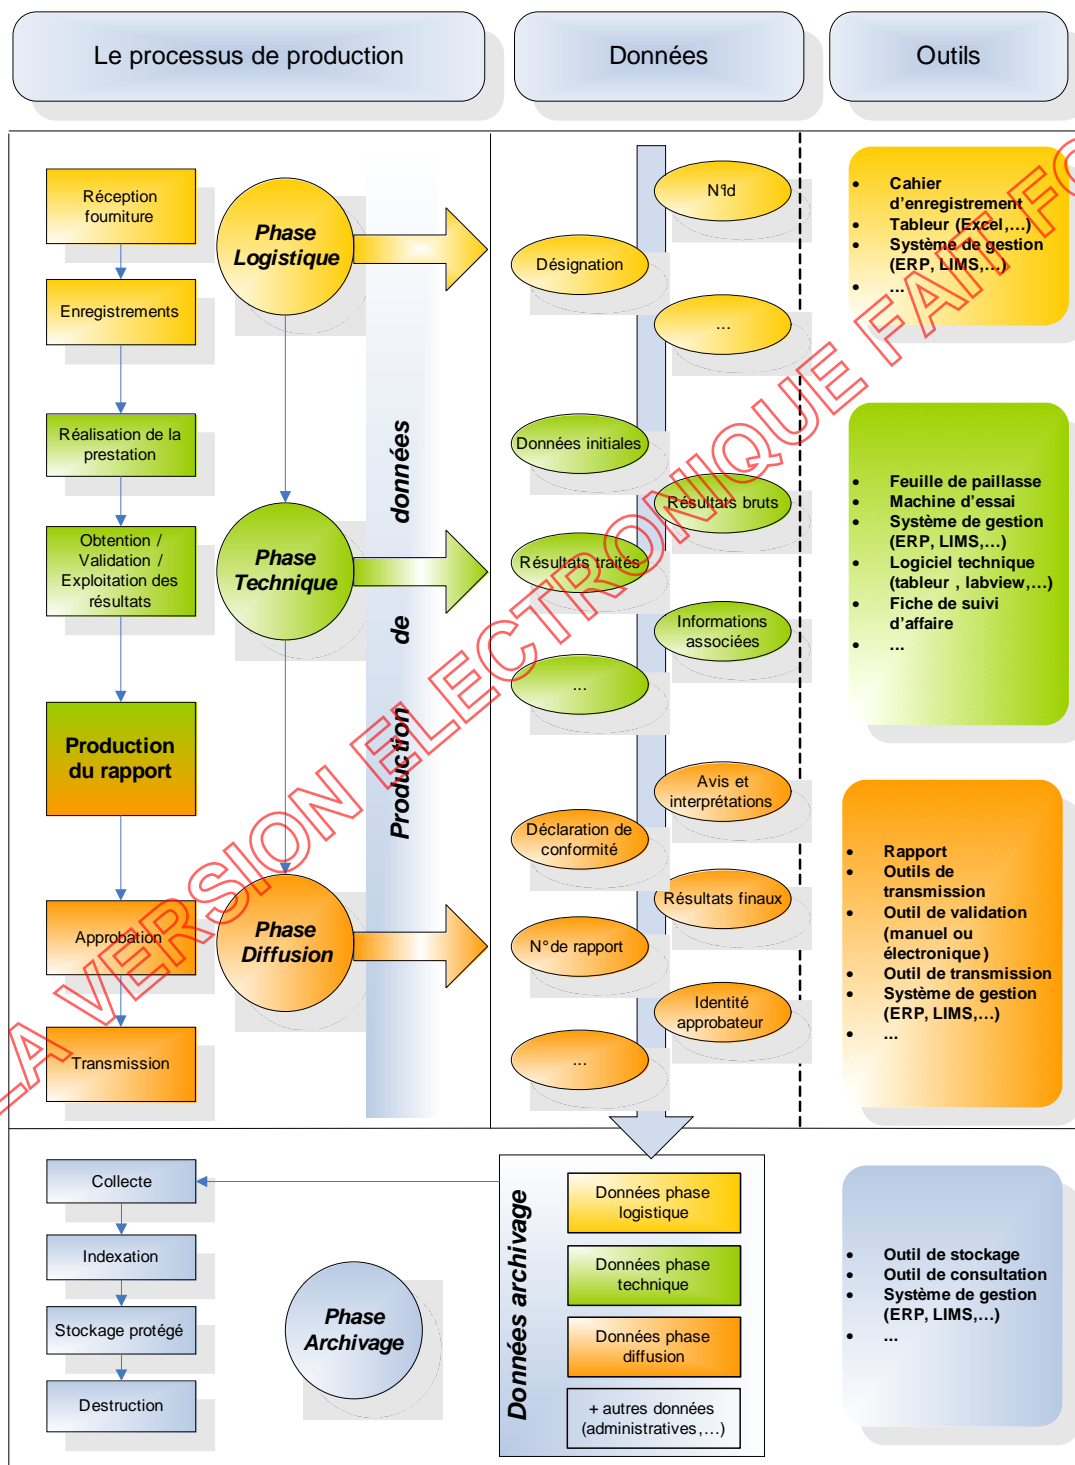 Le processus de production
Données
Outils
Réception
fourniture
Enregistrements
Réalisation de la
prestation
Obtention /
Validation /
Exploitation des
résultats
Production
du rapport
Approbation
Transmission
Phase
Logistique
Phase
Technique
Phase
Diffusion
Production de données
N°d
Désignation
...
Données initiales
Résultats bruts
Résultats traités
Informations
associées
...
Avis et
interprétations
Déclaration de
conformité
Résultats finaux
N° de rapport
Identité
approbateur
...
• Cahier
d'enregistrement
• Tableur (Excel,...)
• Système de gestion
(ERP, LIMS,...)
• ...
• Feuille de paillasse
• Machine d'essai
• Système de gestion
(ERP, LIMS,...)
• Logiciel technique
(tableur , labview,...)
• Fiche de suivi
d'affaire
• ...
• Rapport
• Outils de
transmission
• Outil de validation
(manuel ou
électronique)
• Outil de transmission
• Système de gestion
(ERP, LIMS,...)
• ...
Collecte
Indexation
Stockage protégé
Destruction
Phase
Archivage
Données archivage
Données phase
logistique
Données phase
technique
Données phase
diffusion
+ autres données
(administratives,...)
• Outil de stockage
• Outil de consultation
• Système de gestion
(ERP, LIMS,...)
• ...
LA VERSION ELECTRONIQUE FAIT FO